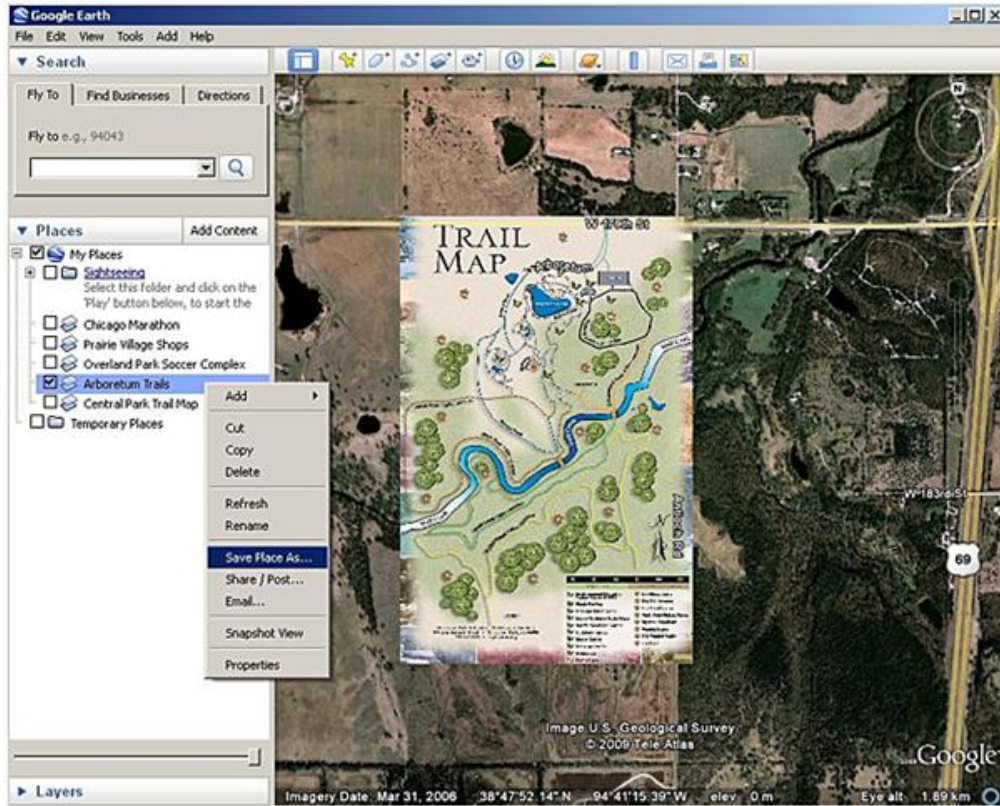 Google Earth
File Edit View Tools Add Help
Search
Fly To Find Businesses Directions
Fly to e.g., 94043
Places Add Content
My Places
Sightseeing
Select this folder and click on the
'Play' button below, to start the
Chicago Marathon
Prairie Village Shops
Overland Park Soccer Complex
Arboretum Trails
Central Park Trail Map
Temporary Places
Add
Cut
Copy
Delete
Refresh
Rename
Save Place As...
Share / Post...
Email...
Snapshot View
Properties
Layers
N
W 179th St
TRAIL
MAP
Arboretum
Antioch Rd
W 183rd St
69
Image U.S. Geological Survey
© 2009 Tele Atlas
Google
Imagery Date: Mar 31, 2006 38°47'52.14" N 94°41'15.39" W elev 0 m Eye alt 1.89 km